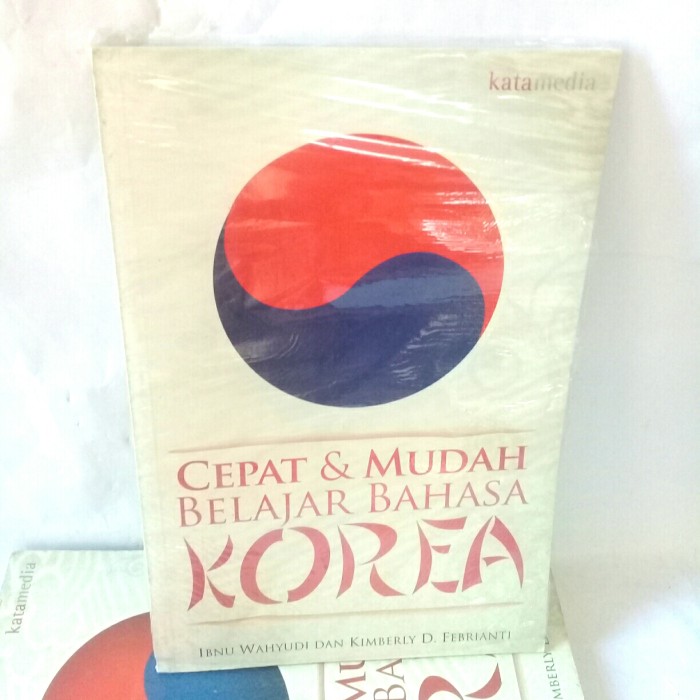 katamedia
CEPAT & MUDAH
BELAJAR BAHASA
KOREA
IBNU WAHYUDI DAN KIMBERLY D. FEBRIANTI
katamedia